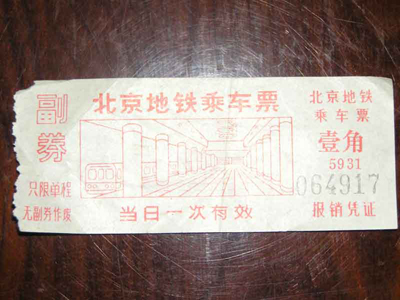 副券
只限单程
无副券作废
北京地铁乘车票
当日一次有效
北京地铁
乘车票
壹角
5931
064917
报销凭证